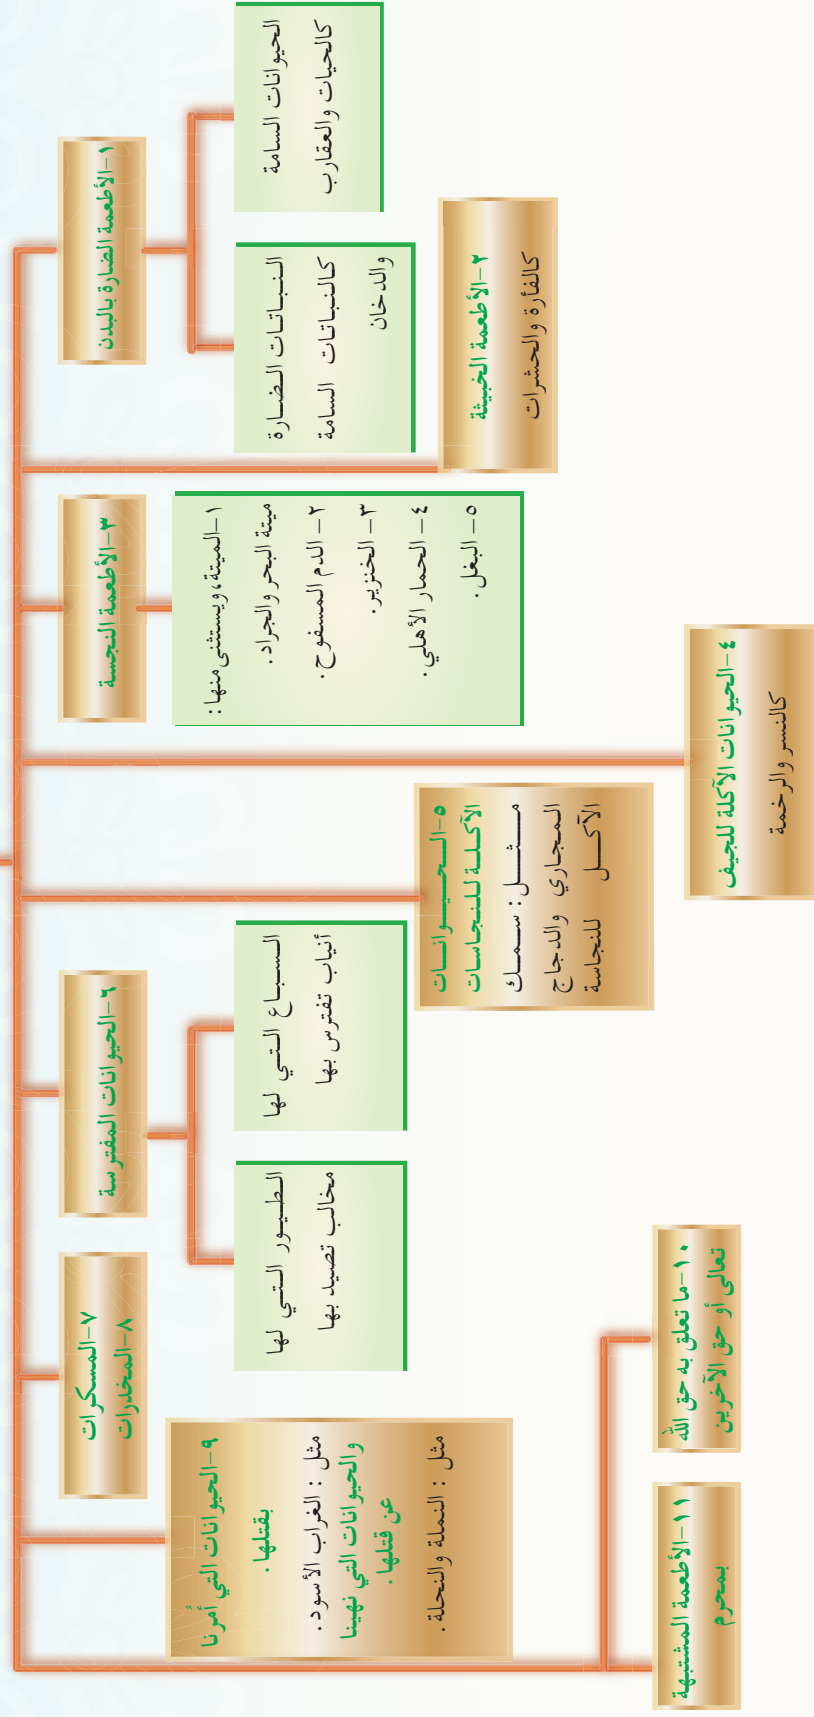 ١-الأطعمة الضارة بالبدن
الحيوانات السامة
كالحيات والعقارب
النباتات الضارة
كالنباتات السامة
والدخان
٢-الأطعمة الخبيثة
كالفأرة والحشرات
٣-الأطعمة النجسة
١-الميتة، ويستثنى منها:
ميتة البحر والجراد.
٢- الدم المسفوح.
٣- الخنزير.
٤- الحمار الأهلي.
٥- البغل.
٤-الحيوانات الآكلة للجيف
كالنسر والرخمة
٥-الحيوانات
الآكلة للنجاسات
مثل: سمك
المجاري والدجاج
الآكل للنجاسة
٦-الحيوانات المفترسة
السباع التي لها
أنياب تفترس بها
الطيور التي لها
مخالب تصيد بها
٧-المسكرات
٨-المخدرات
٩-الحيوانات التي أُمرنا
بقتلها.
مثل: الغراب الأسود.
والحيوانات التي نهينا
عن قتلها.
مثل: النملة والنحلة.
١٠-ما تعلق به حق الله
تعالى أو حق الآخرين
١١-الأطعمة المشتبهة
بمحرم